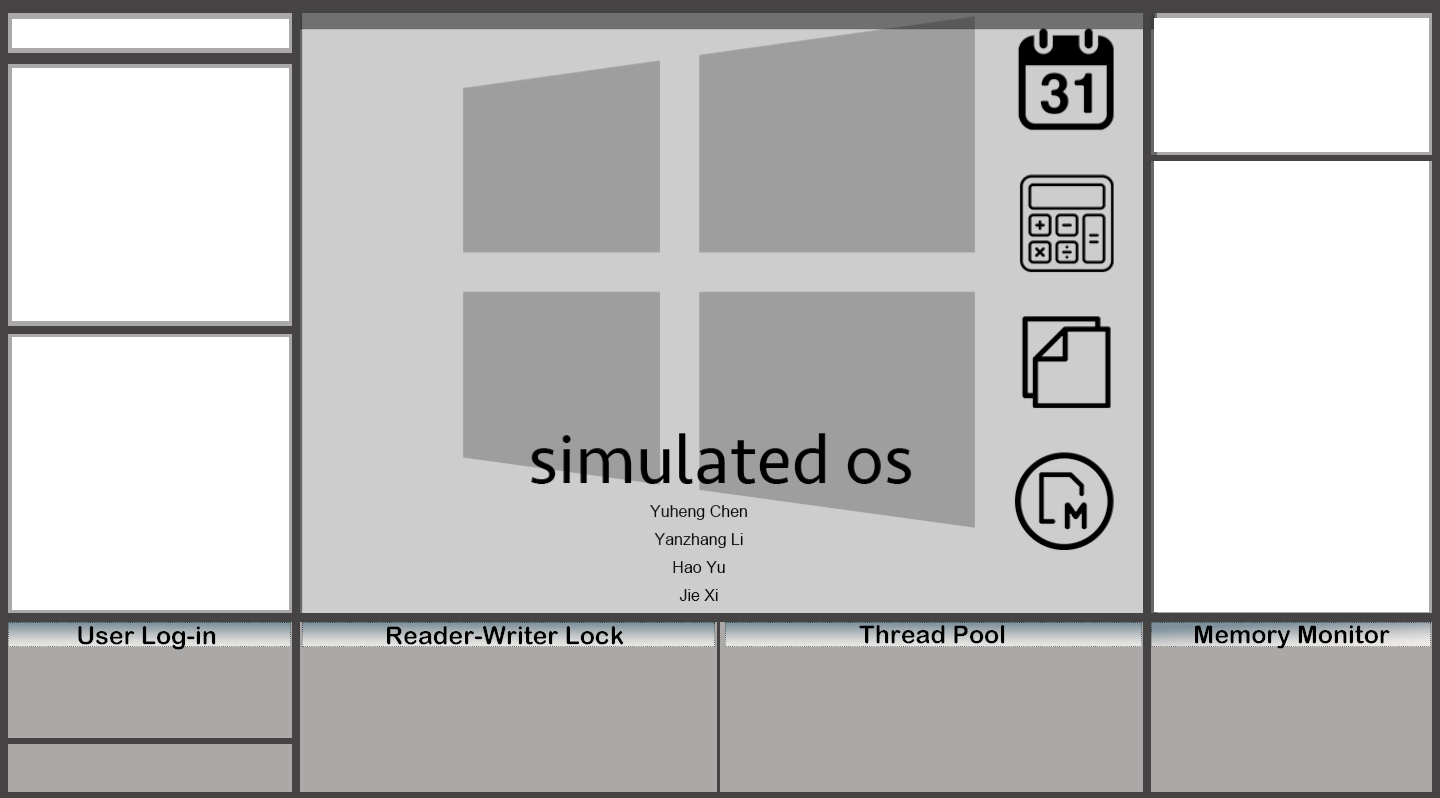 31
simulated os
Yuheng Chen
Yanzhang Li
Hao Yu
Jie Xi
User Log-in
Reader-Writer Lock
Thread Pool
Memory Monitor